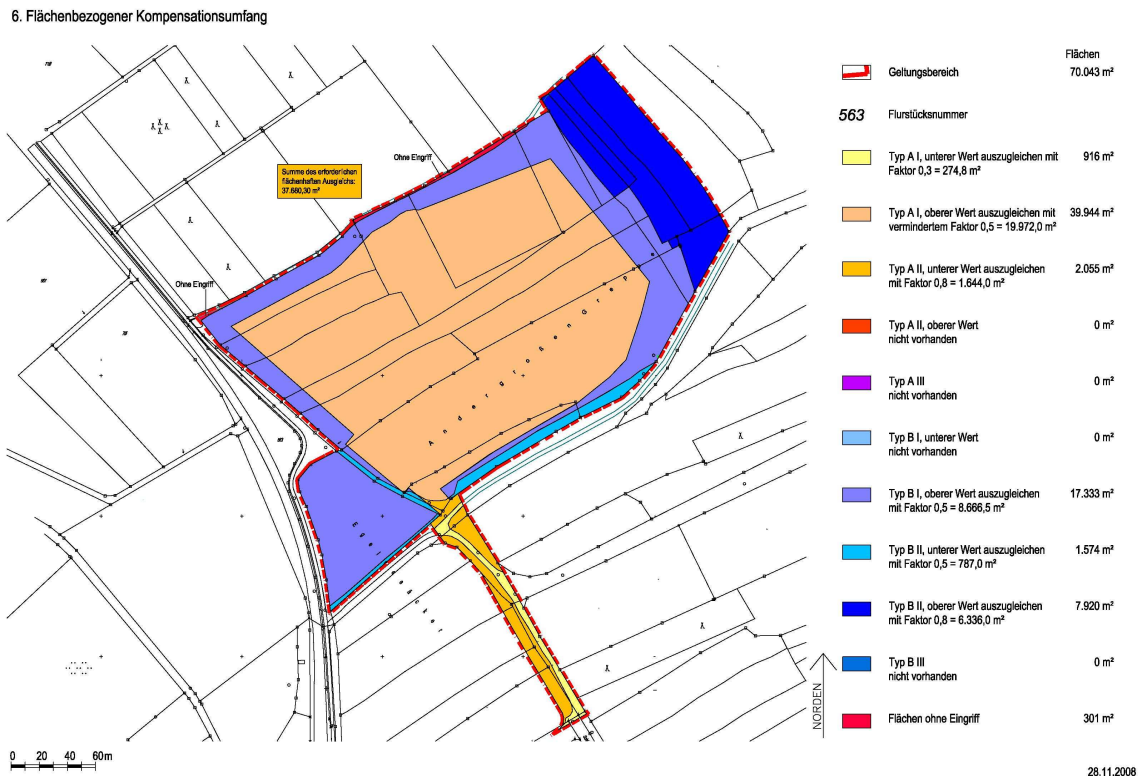 6. Flächenbezogener Kompensationsumfang
Summe des erforderlichen
flächenhaften Ausgleichs:
37.680,30 m²
Ohne Eingriff
Ohne Eingriff
An der großen Grep
Flächen
Geltungsbereich 70.043 m²
563 Flurstücksnummer
Typ A I, unterer Wert auszugleichen mit 916 m²
Faktor 0,3 = 274,8 m²
Typ A I, oberer Wert auszugleichen mit 39.944 m²
vermindertem Faktor 0,5 = 19.972,0 m²
Typ A II, unterer Wert auszugleichen 2.055 m²
mit Faktor 0,8 = 1.644,0 m²
Typ A II, oberer Wert 0 m²
nicht vorhanden
Typ A III 0 m²
nicht vorhanden
Typ B I, unterer Wert 0 m²
nicht vorhanden
Typ B I, oberer Wert auszugleichen 17.333 m²
mit Faktor 0,5 = 8.666,5 m²
Typ B II, unterer Wert auszugleichen 1.574 m²
mit Faktor 0,5 = 787,0 m²
Typ B II, oberer Wert auszugleichen 7.920 m²
mit Faktor 0,8 = 6.336,0 m²
Typ B III 0 m²
nicht vorhanden
Flächen ohne Eingriff 301 m²
NORDEN
0 20 40 60m
28.11.2008